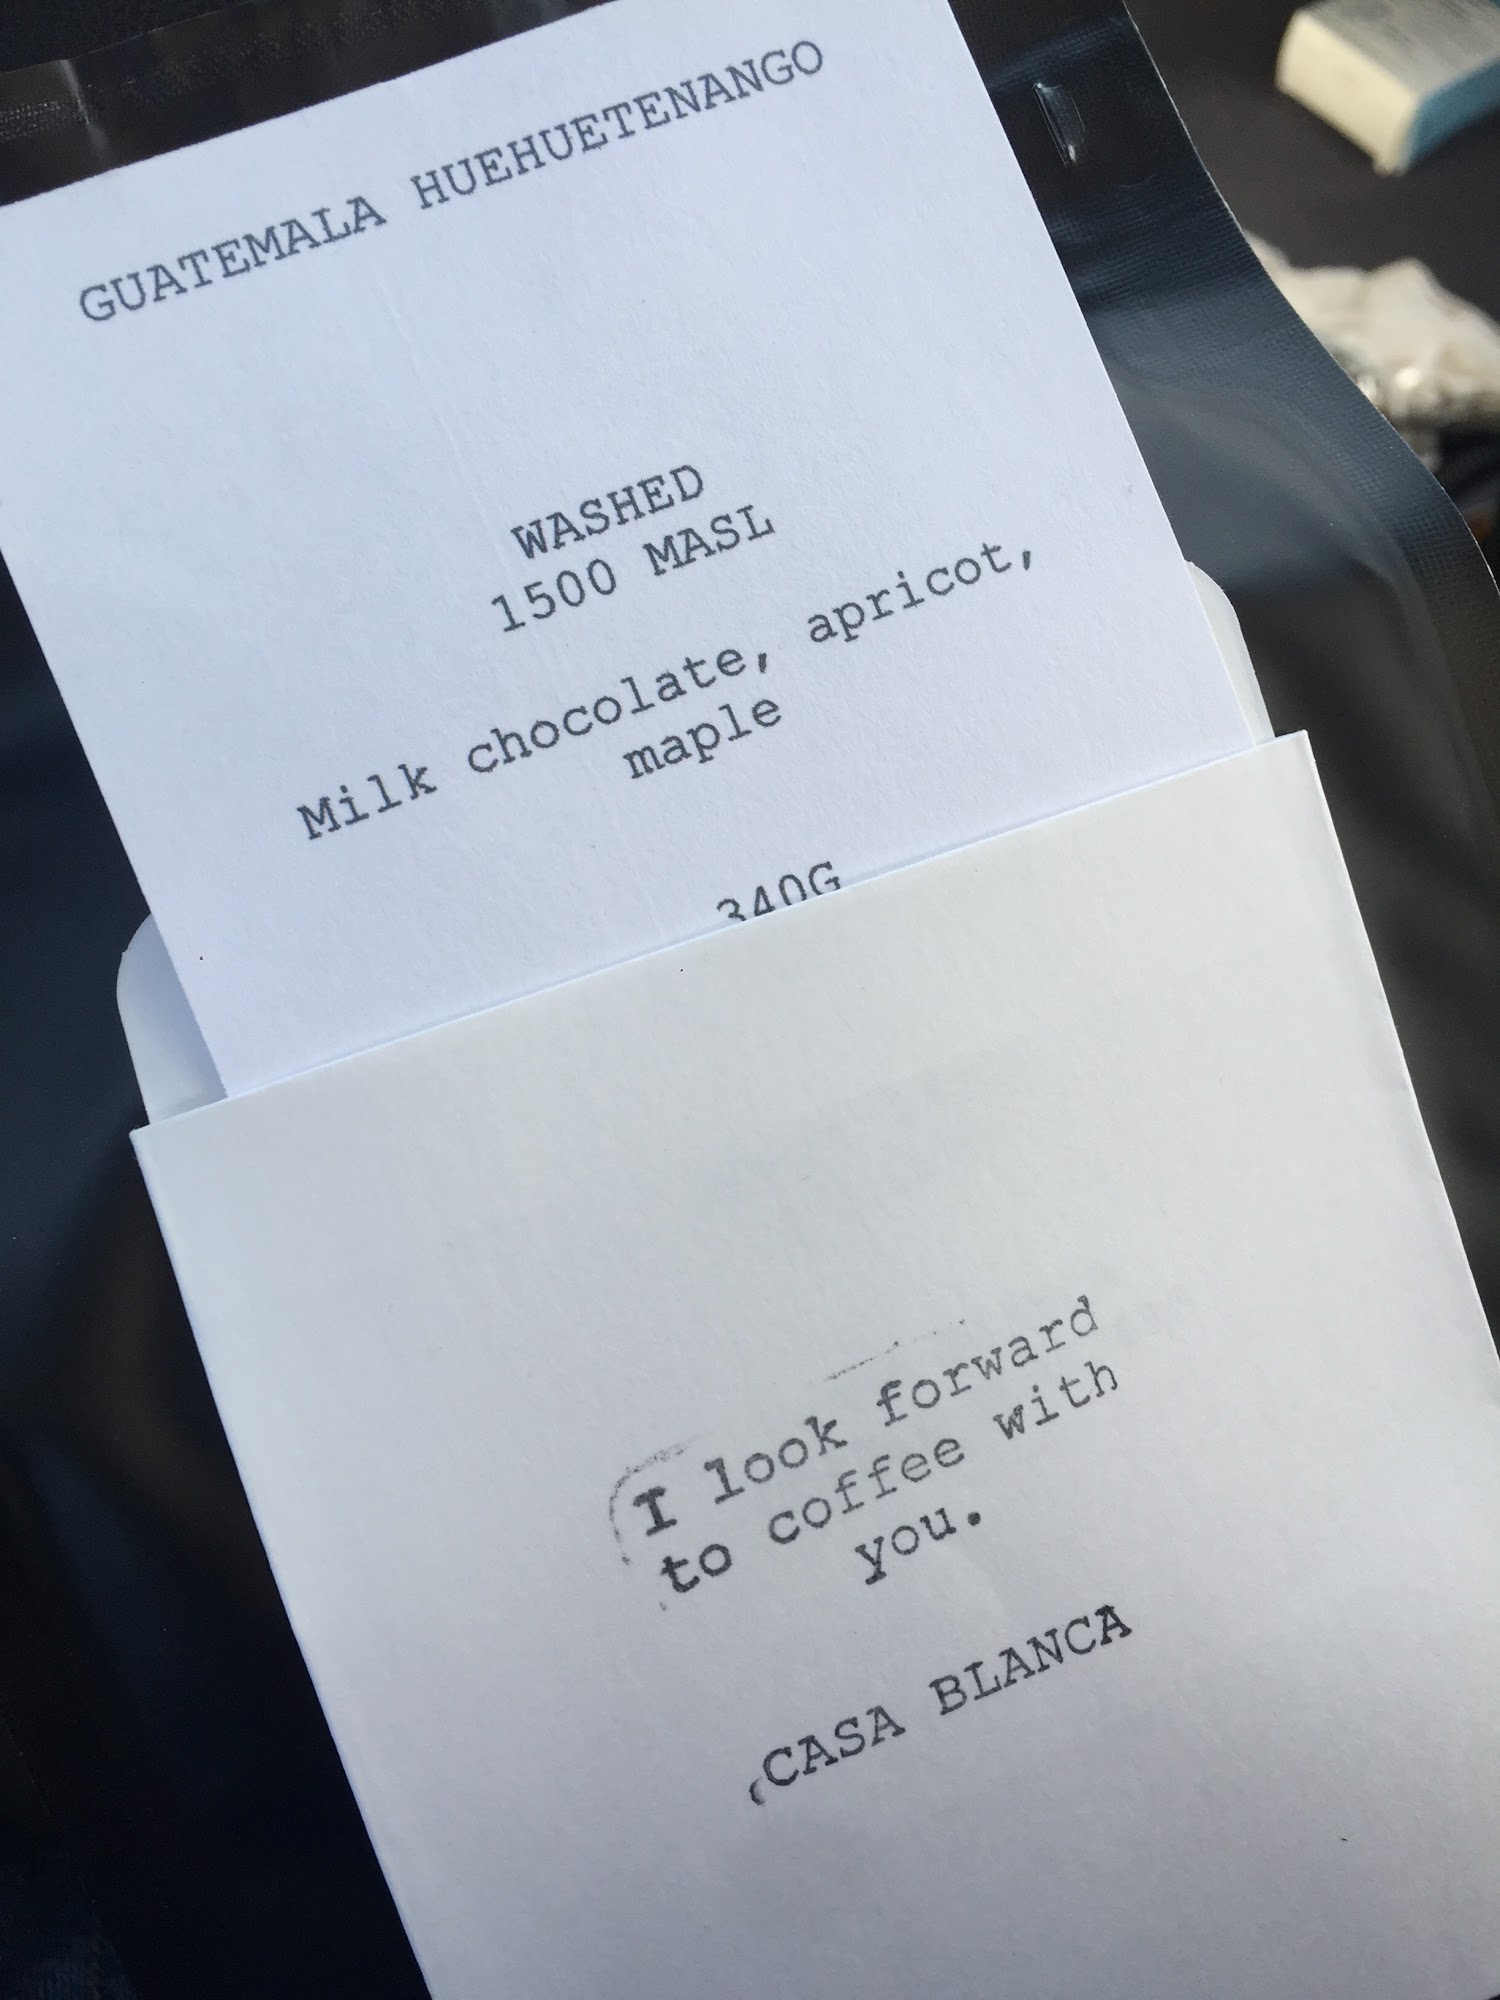 GUATEMALA HUEHUETENANGO
WASHED
1500 MASL
Milk chocolate, apricot,
maple
340G
I look forward
to coffee with
you.
CASA BLANCA